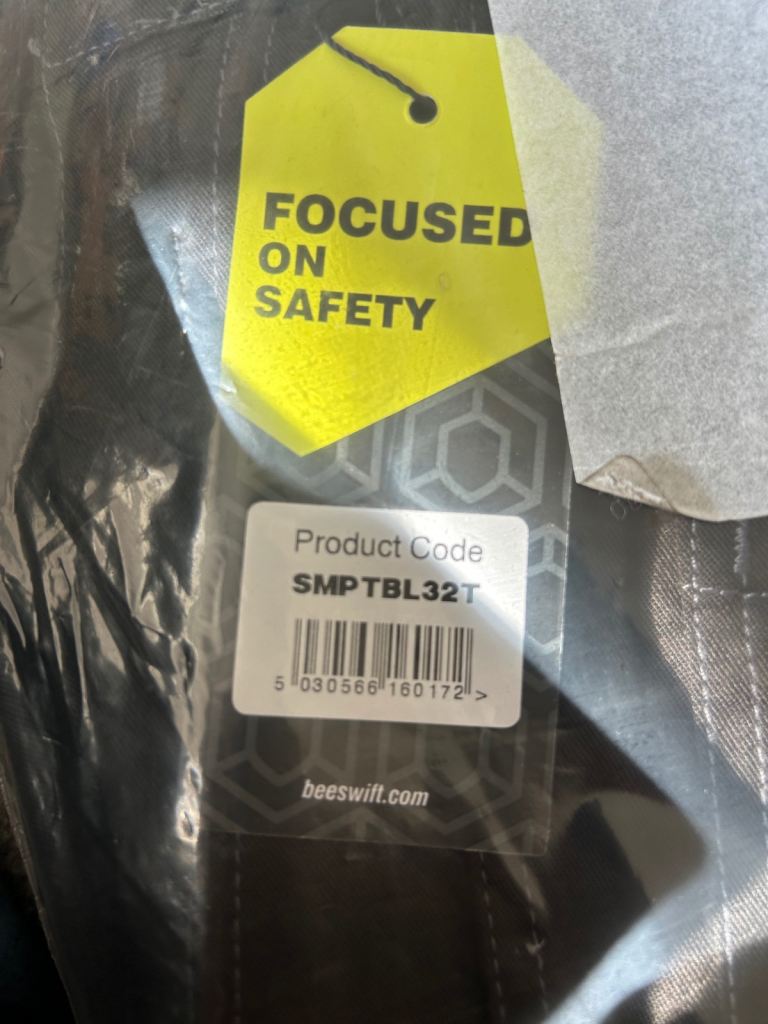 FOCUSED
ON
SAFETY
Product Code
SMPTBL32T
5 030566 160172 >
beeswift.com